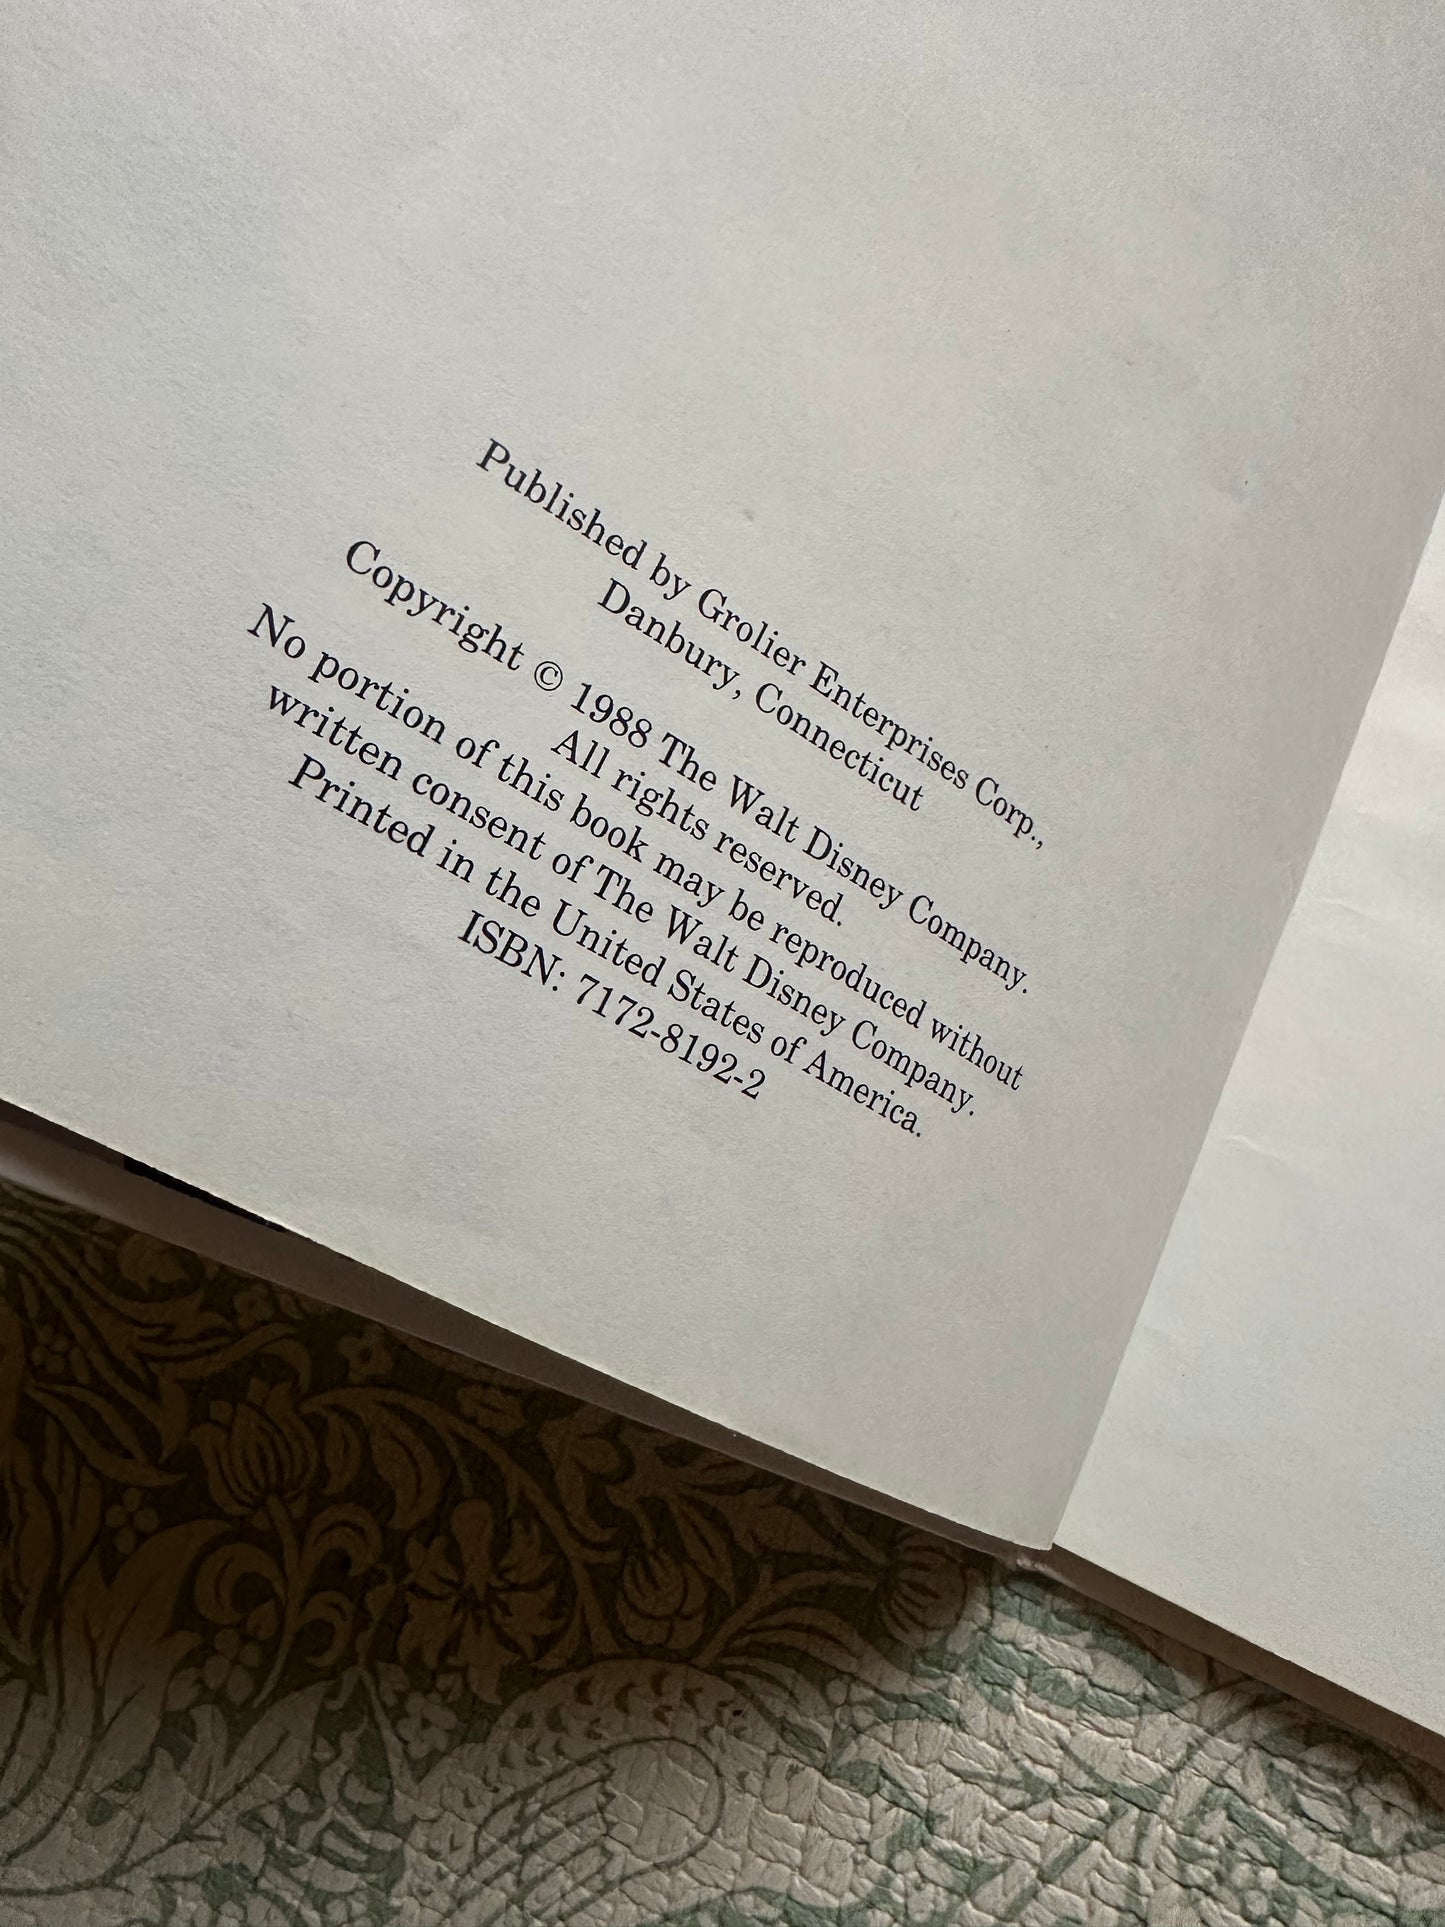 Published by Grolier Enterprises Corp.,
Danbury, Connecticut
Copyright © 1988 The Walt Disney Company.
All rights reserved.
No portion of this book may be reproduced without
written consent of The Walt Disney Company.
Printed in the United States of America.
ISBN: 7172-8192-2